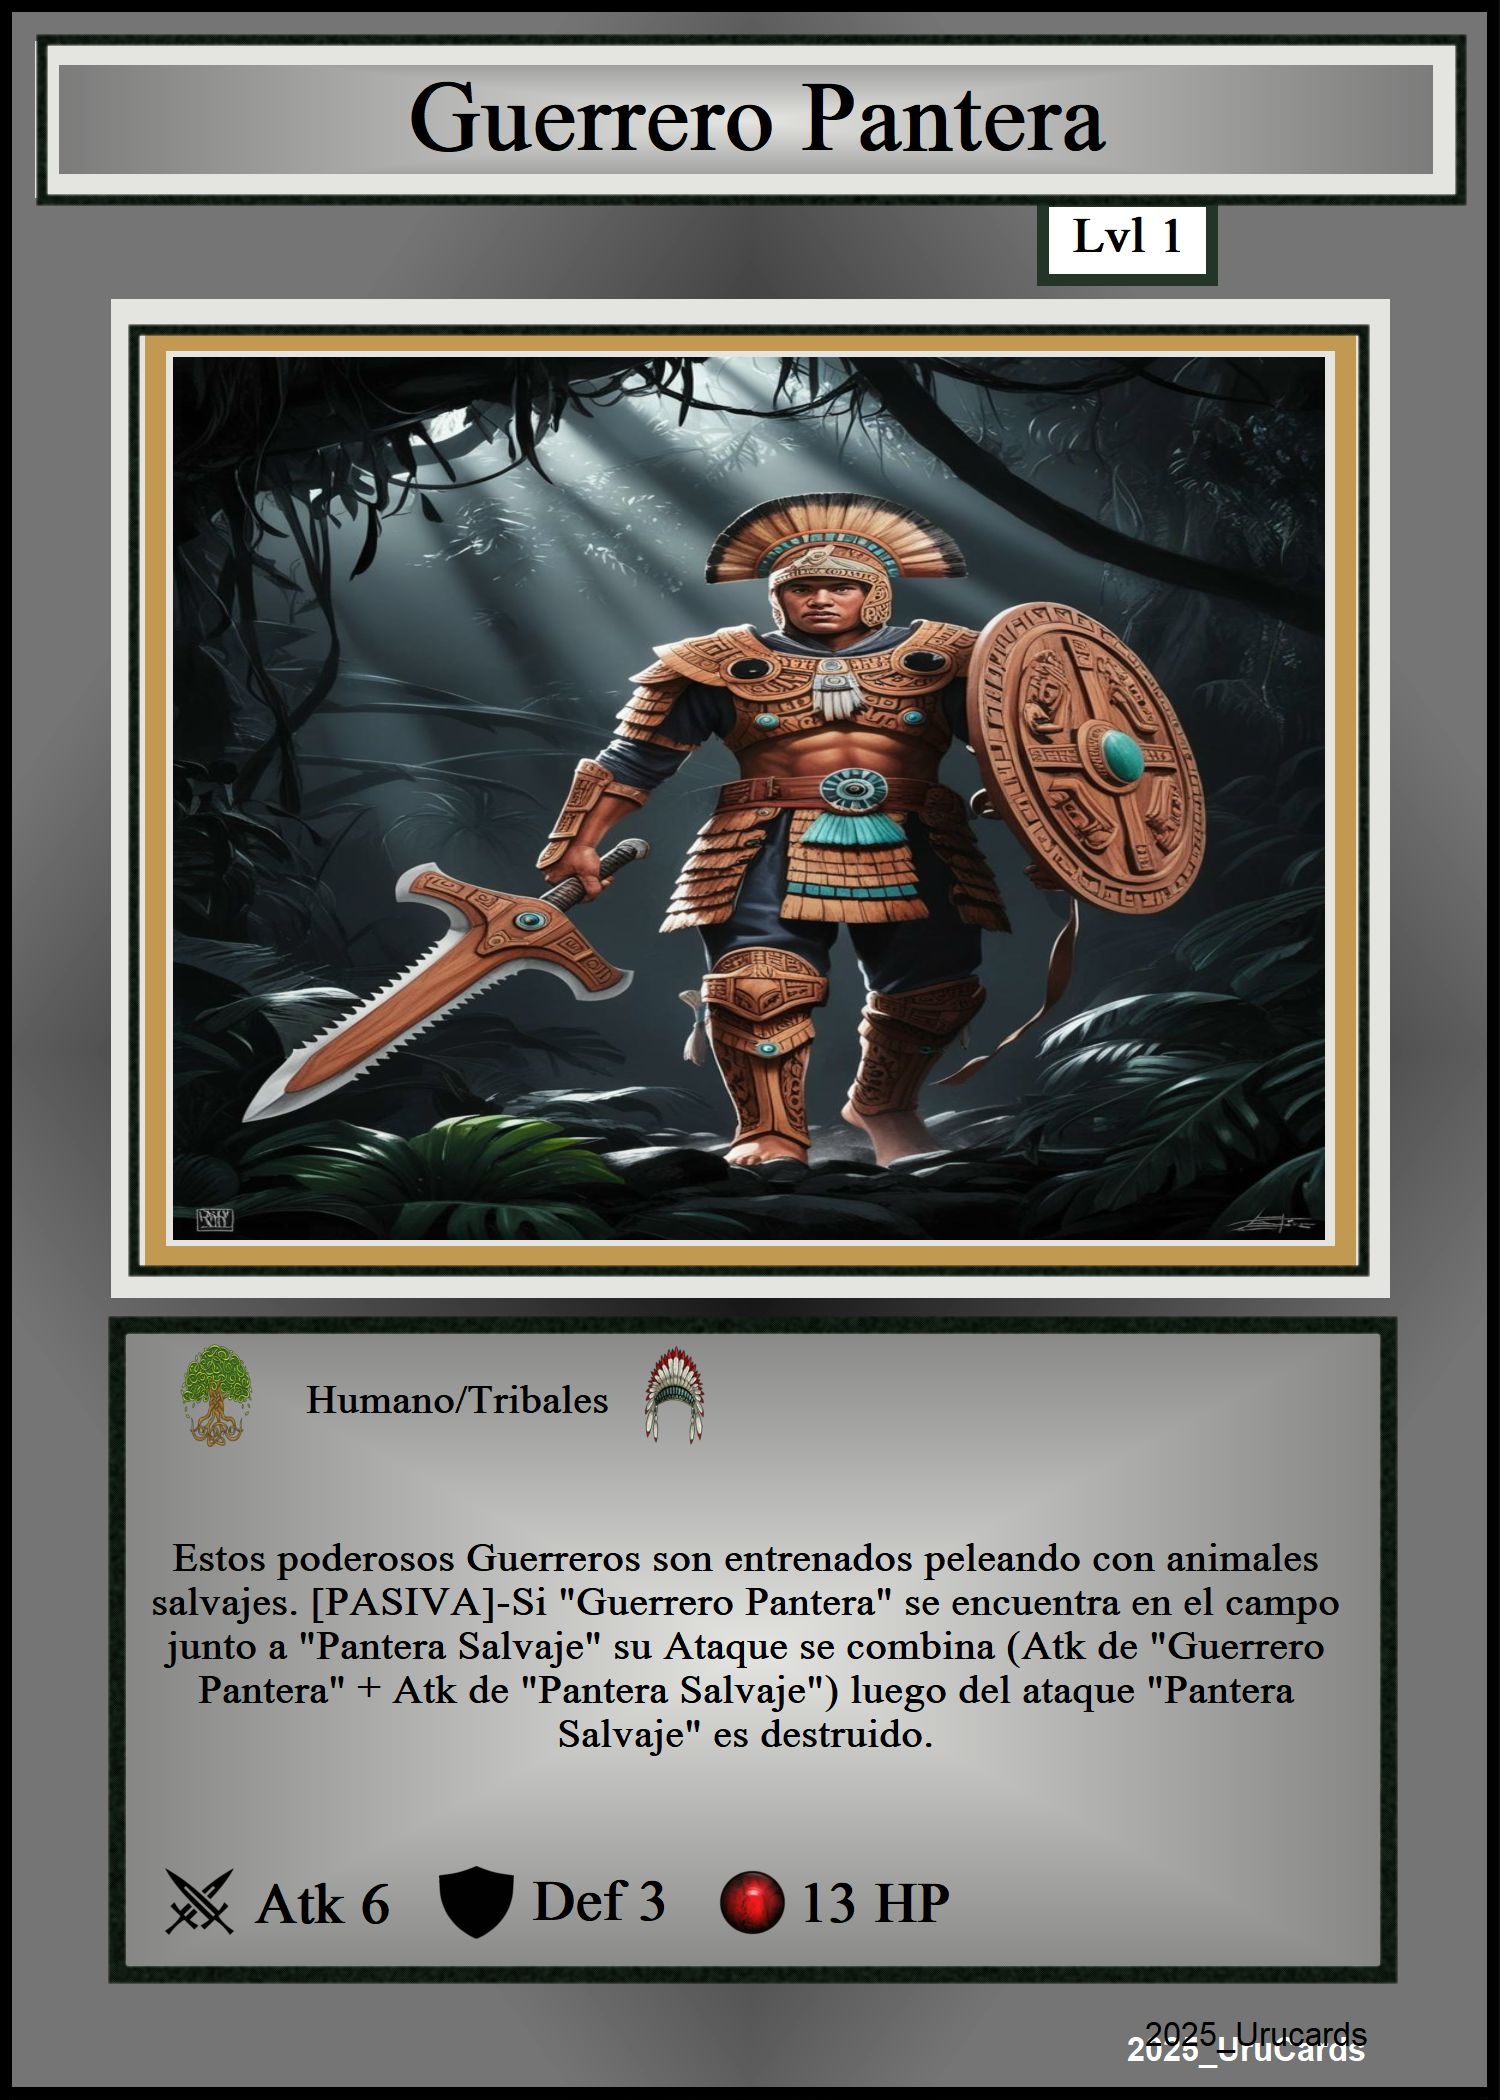 Guerrero Pantera
Lvl 1
Humano/Tribales
Estos poderosos Guerreros son entrenados peleando con animales
salvajes. [PASIVA]-Si "Guerrero Pantera" se encuentra en el campo
junto a "Pantera Salvaje" su Ataque se combina (Atk de "Guerrero
Pantera" + Atk de "Pantera Salvaje") luego del ataque "Pantera
Salvaje" es destruido.
Atk 6 Def 3 13 HP
2025_Urucards
2025_UruCards